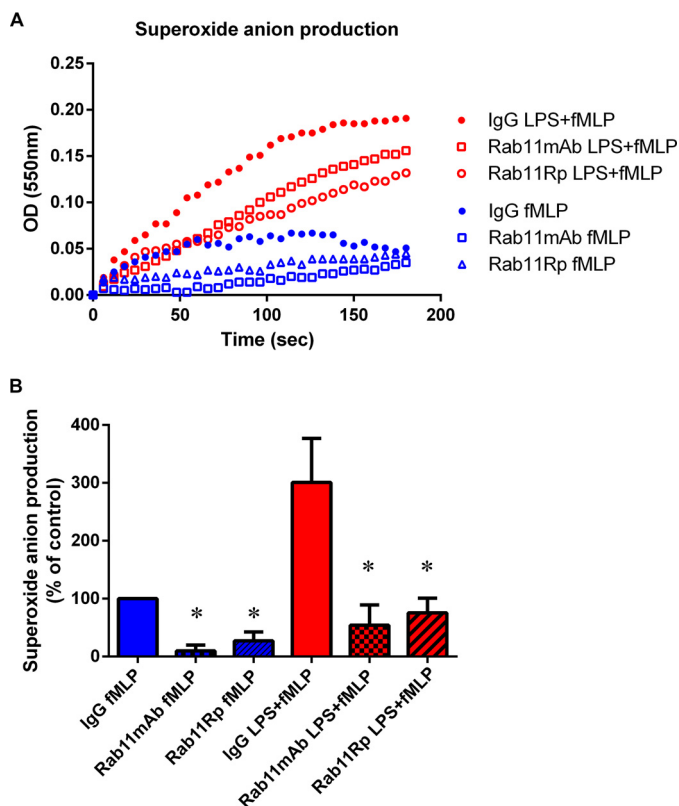 A
Superoxide anion production
OD (550nm)
0.25
0.20
0.15
0.10
0.05
0.00
0
50
100
150
200
Time (sec)
IgG LPS+fMLP
Rab11mAb LPS+fMLP
Rab11Rp LPS+fMLP
IgG fMLP
Rab11mAb fMLP
Rab11Rp fMLP
B
Superoxide anion production
(% of control)
400
300
200
100
0
*
*
*
*
IgG fMLP
Rab11mAb fMLP
Rab11Rp fMLP
IgG LPS+fMLP
Rab11mAb LPS+fMLP
Rab11Rp LPS+fMLP